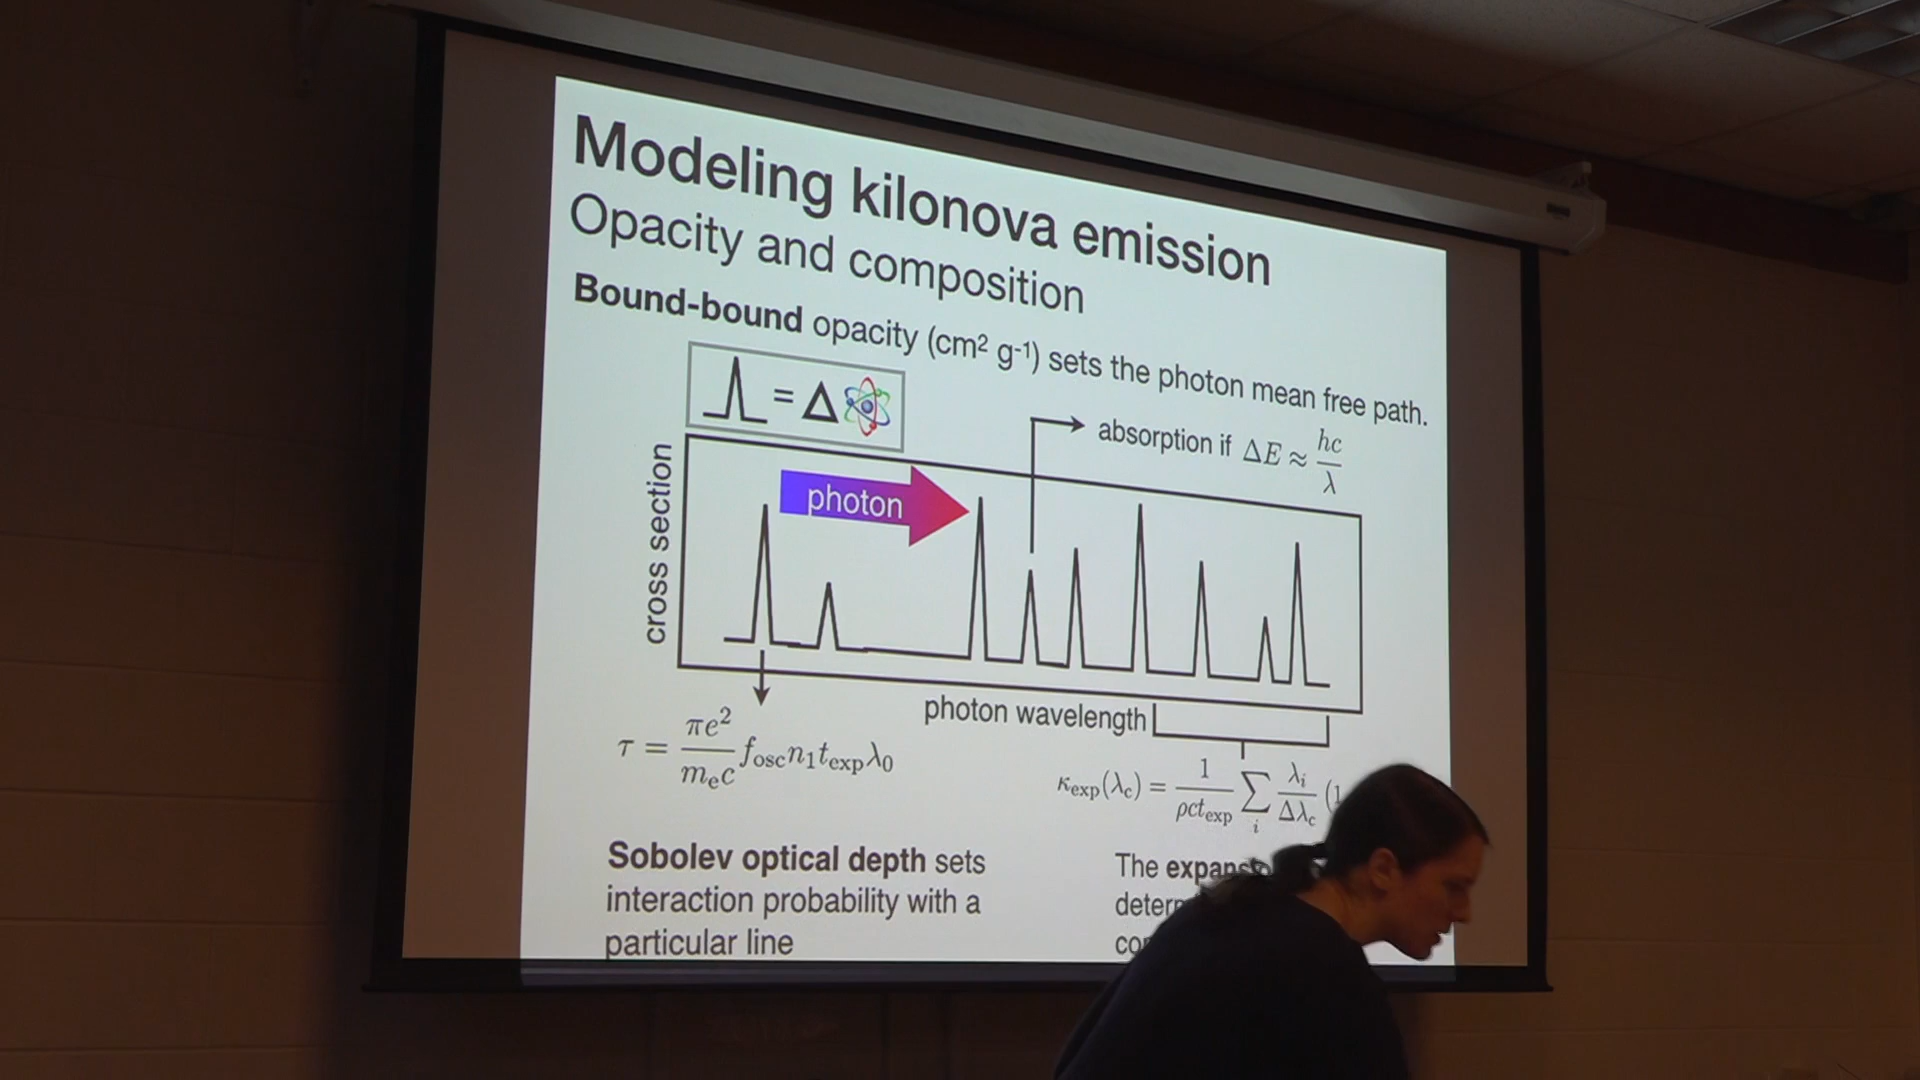 Modeling kilonova emission
Opacity and composition
Bound-bound opacity (cm² g⁻¹) sets the photon mean free path.
= Δ
absorption if ΔE ≈ hc/λ
photon
cross section
photon wavelength
τ = πe²/mₑc f_osc n₁ t_exp λ₀
κ_exp(λ_c) = 1/ρct_exp Σ_i λ_i/Δλ_c (1
Sobolev optical depth sets
interaction probability with a
particular line
The